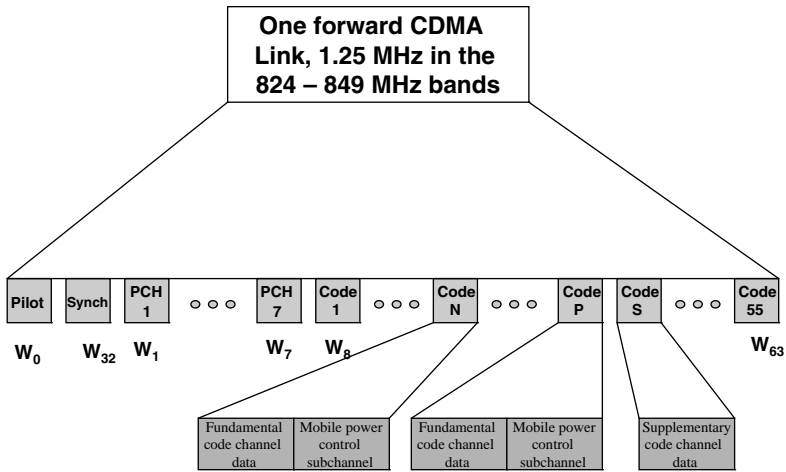 One forward CDMA
Link, 1.25 MHz in the
824 – 849 MHz bands
Pilot
Synch
PCH
1
PCH
7
Code
1
Code
N
Code
P
Code
S
Code
55
W0
W32
W1
W7
W8
W63
Fundamental
code channel
data
Mobile power
control
subchannel
Fundamental
code channel
data
Mobile power
control
subchannel
Supplementary
code channel
data